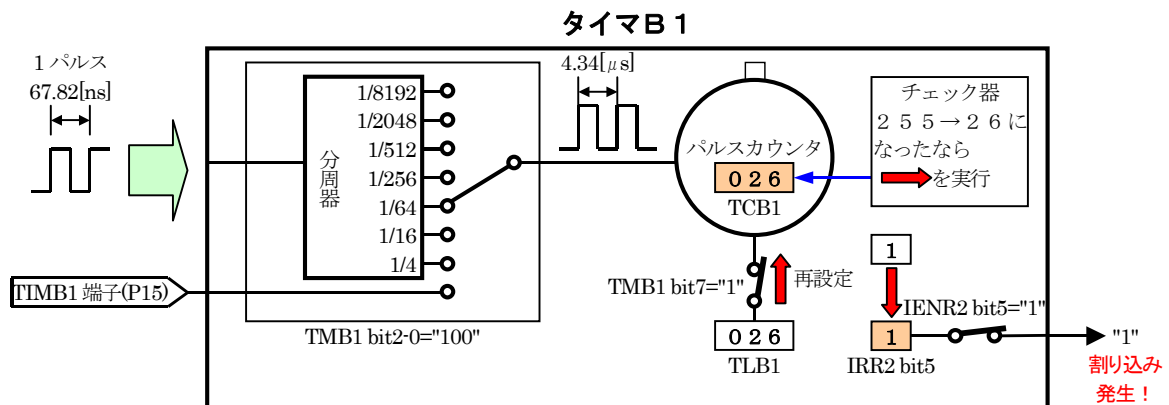 タイマB1
1 パルス
67.82[ns]
分周器
1/8192
1/2048
1/512
1/256
1/64
1/16
1/4
TIMB1 端子(P15)
TMB1 bit2-0="100"
4.34[μs]
パルスカウンタ
026
TCB1
チェック器
255→26に
なったなら
を実行
TMB1 bit7="1"
再設定
026
TLB1
1
IENR2 bit5="1"
1
IRR2 bit5
"1"
割り込み
発生！